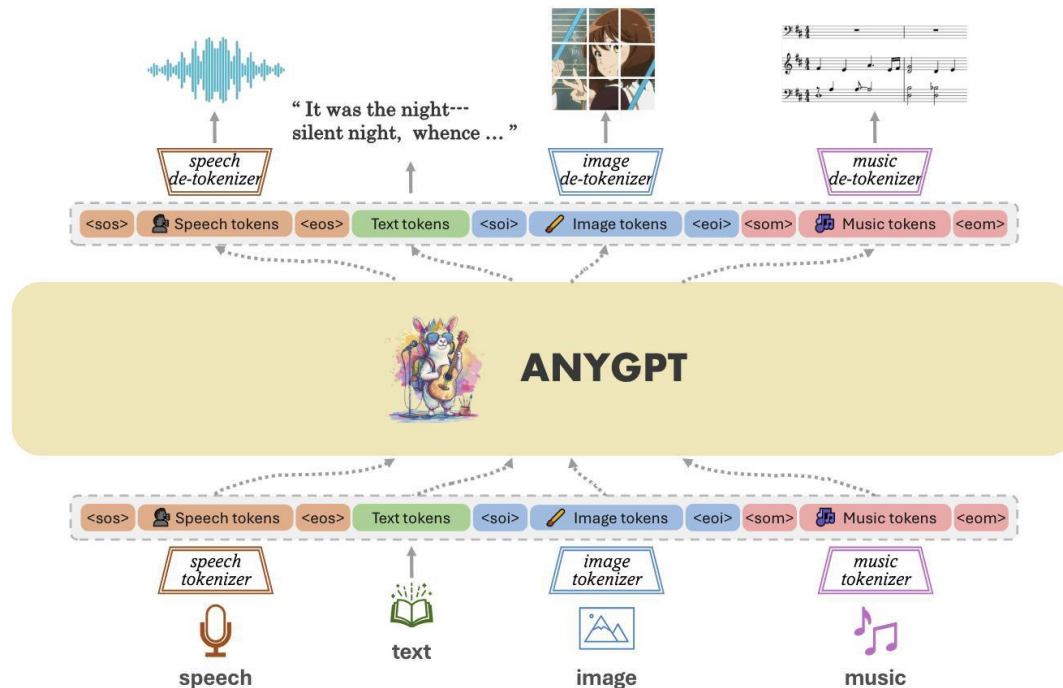 “ It was the night---
silent night, whence ... ”
speech
de-tokenizer
image
de-tokenizer
music
de-tokenizer
<sos> Speech tokens <eos> Text tokens <soi> Image tokens <eoi> <som> Music tokens <eom>
ANYGPT
<sos> Speech tokens <eos> Text tokens <soi> Image tokens <eoi> <som> Music tokens <eom>
speech
tokenizer
image
tokenizer
music
tokenizer
speech
text
image
music